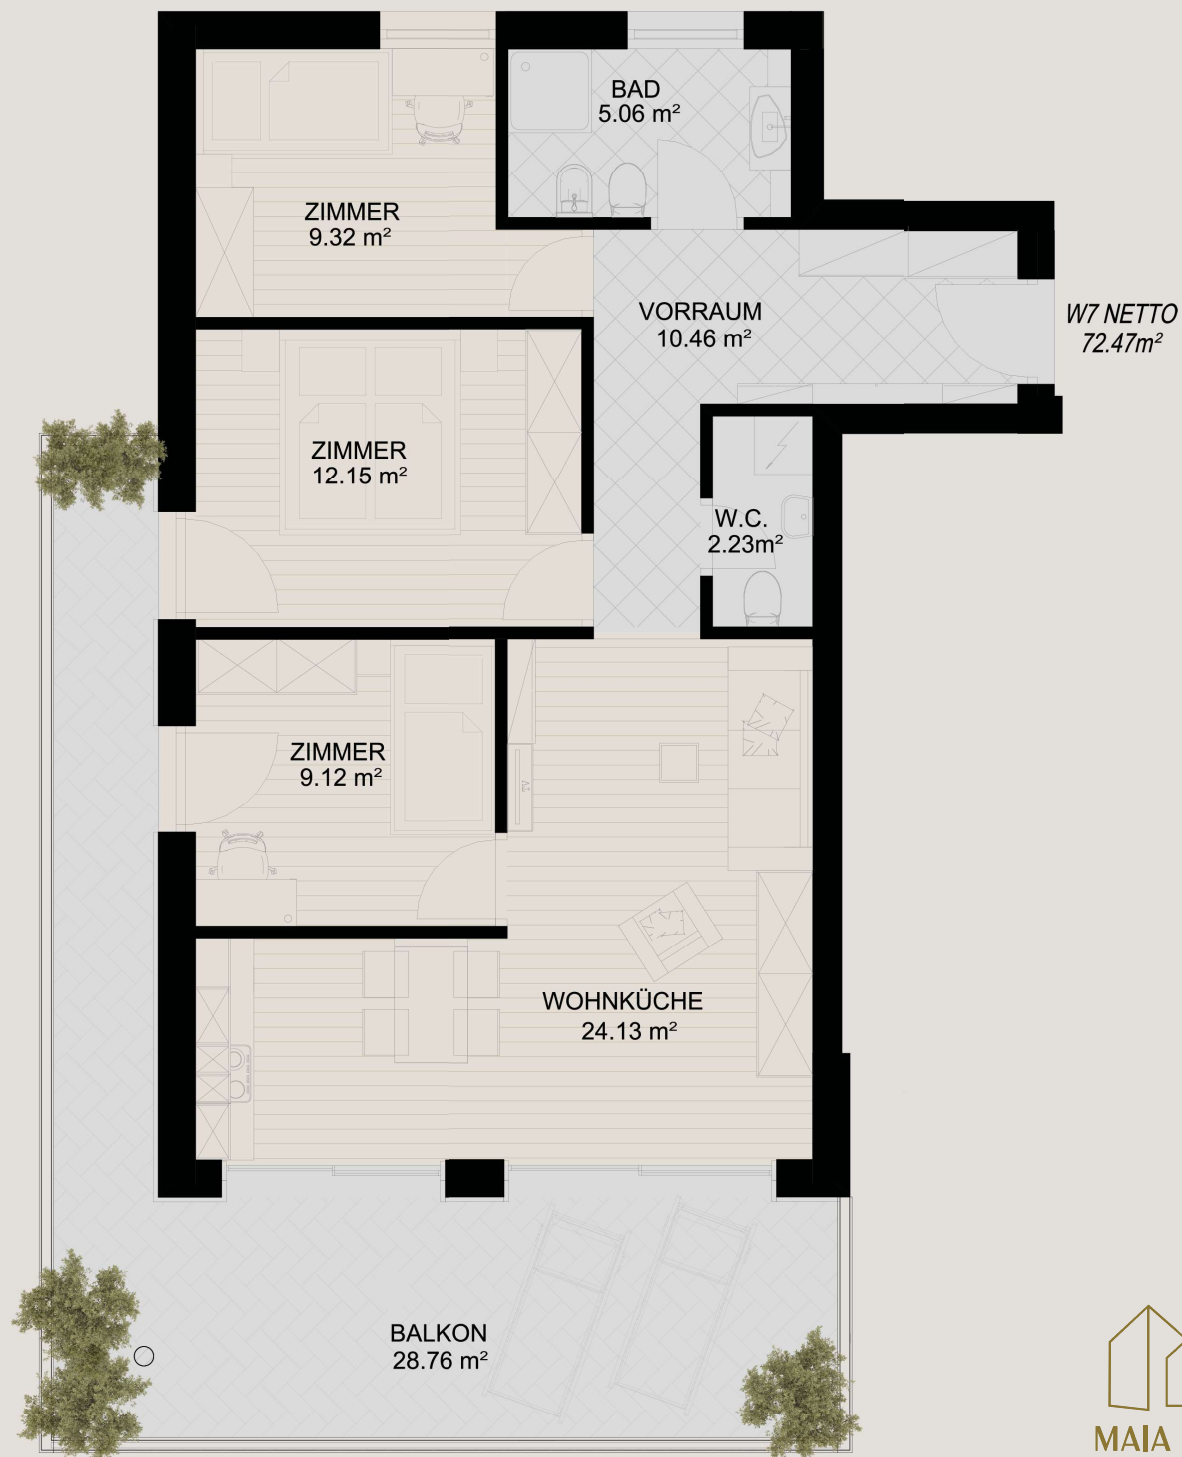 BAD
5.06 m²
ZIMMER
9.32 m²
VORRAUM
10.46 m²
W7 NETTO
72.47m²
ZIMMER
12.15 m²
W.C.
2.23m²
ZIMMER
9.12 m²
TV
WOHNKÜCHE
24.13 m²
BALKON
28.76 m²
MAIA